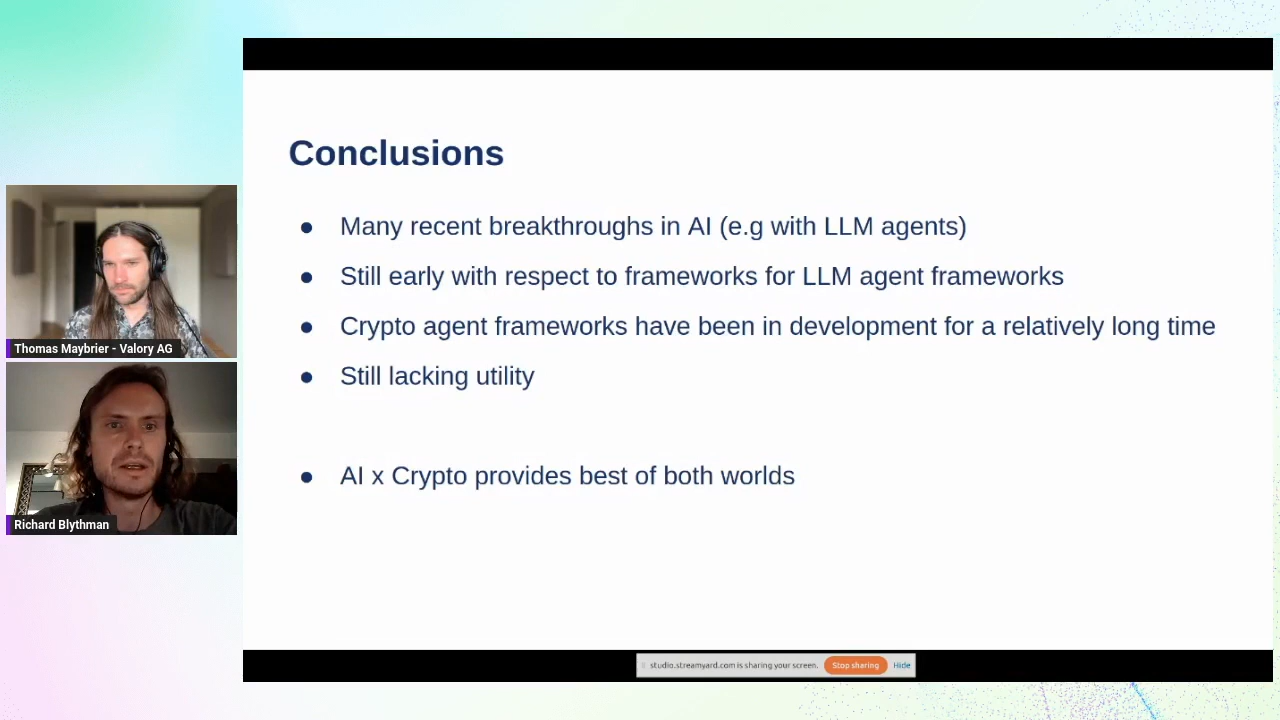 Conclusions
Many recent breakthroughs in AI (e.g with LLM agents)
Still early with respect to frameworks for LLM agent frameworks
Crypto agent frameworks have been in development for a relatively long time
Still lacking utility
AI x Crypto provides best of both worlds
Thomas Maybrier - Valory AG
Richard Blythman
studio.streamyard.com is sharing your screen. Stop sharing Hide